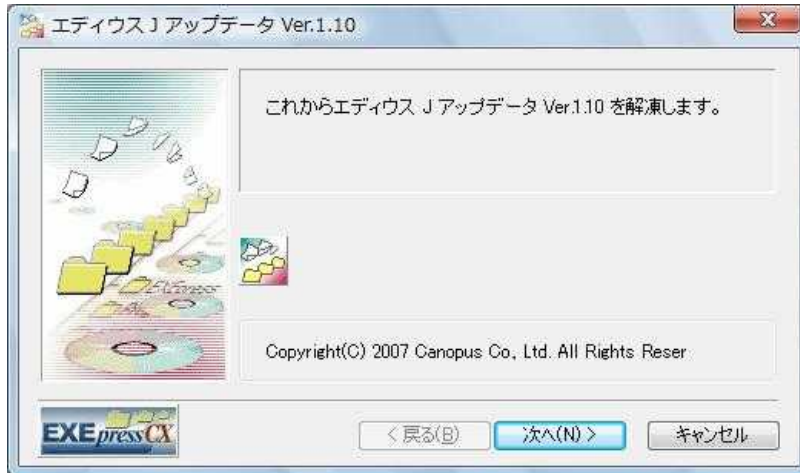 エディウス J アップデータ Ver.1.10
これからエディウス J アップデータ Ver.1.10 を解凍します。
EXEpress
Copyright(C) 2007 Canopus Co., Ltd. All Rights Reser
EXEpressCX
< 戻る(B)
次へ(N) >
キャンセル